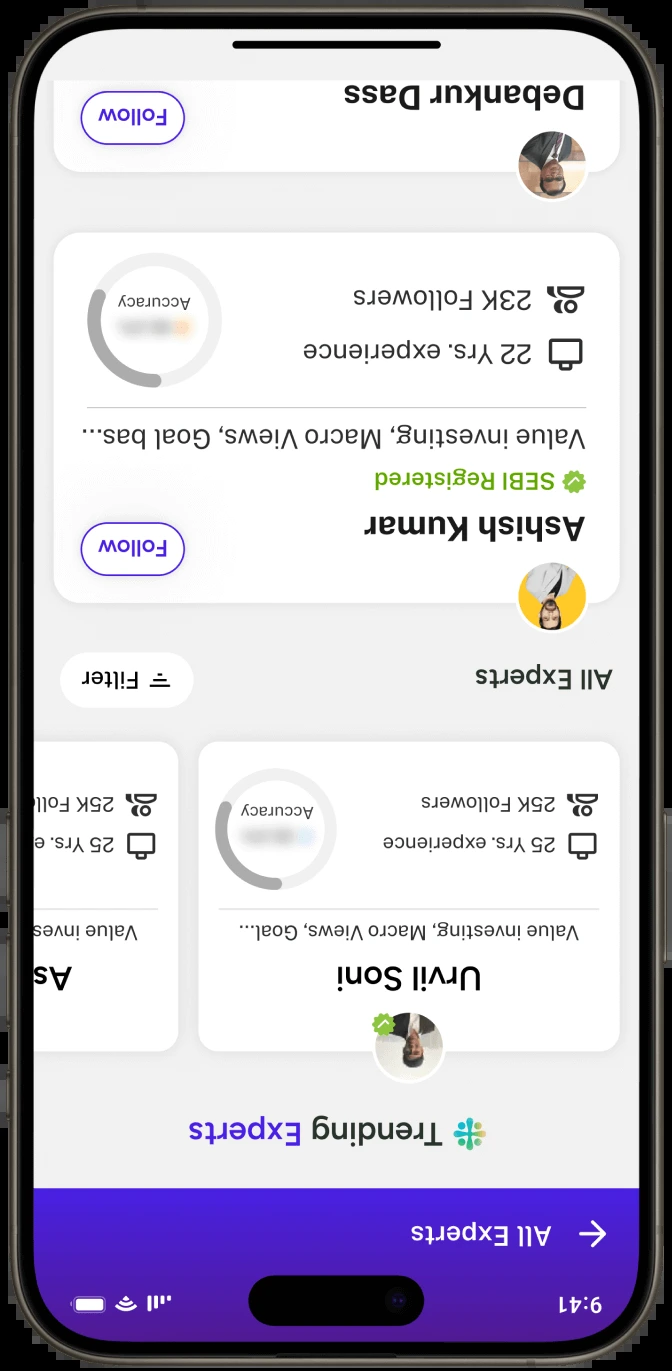 9:41
All Experts
Trending Experts
Urvil Soni
Value investing, Macro Views, Goal...
25 Yrs. experience
25K Followers
Accuracy
As
Value inves
25 Yrs. e
25K Foll
All Experts
Filter
Ashish Kumar
Follow
SEBI Registered
Value investing, Macro Views, Goal bas...
22 Yrs. experience
23K Followers
Accuracy
Debankur Dass
Follow